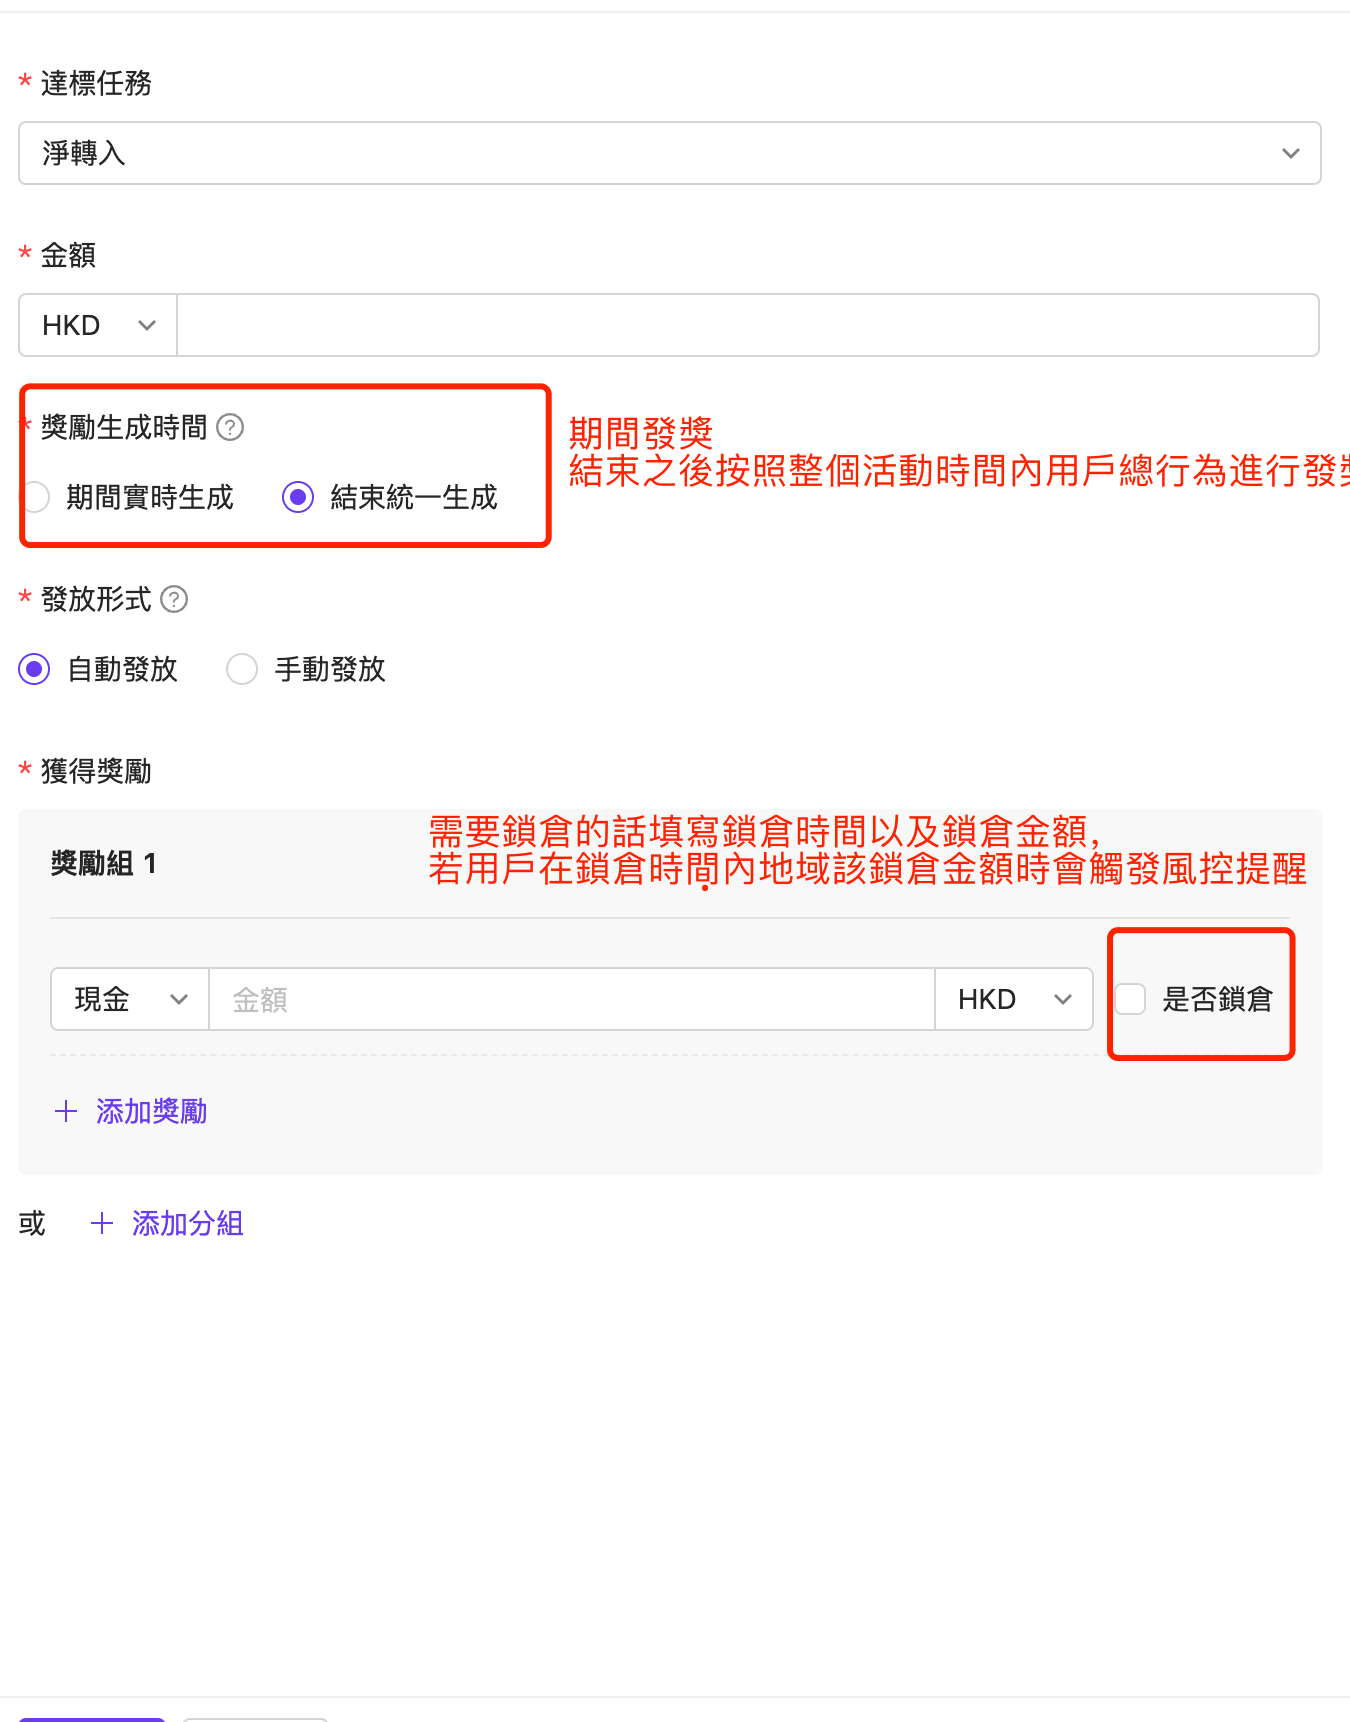 * 達標任務
淨轉入
* 金額
HKD
* 獎勵生成時間 ?
期間發獎
結束之後按照整個活動時間內用戶總行為進行發獎
期間實時生成 結束統一生成
* 發放形式 ?
自動發放 手動發放
* 獲得獎勵
需要鎖倉的話填寫鎖倉時間以及鎖倉金額,
若用戶在鎖倉時間內地域該鎖倉金額時會觸發風控提醒
獎勵組 1
現金 金額 HKD 是否鎖倉
+ 添加獎勵
或 + 添加分組